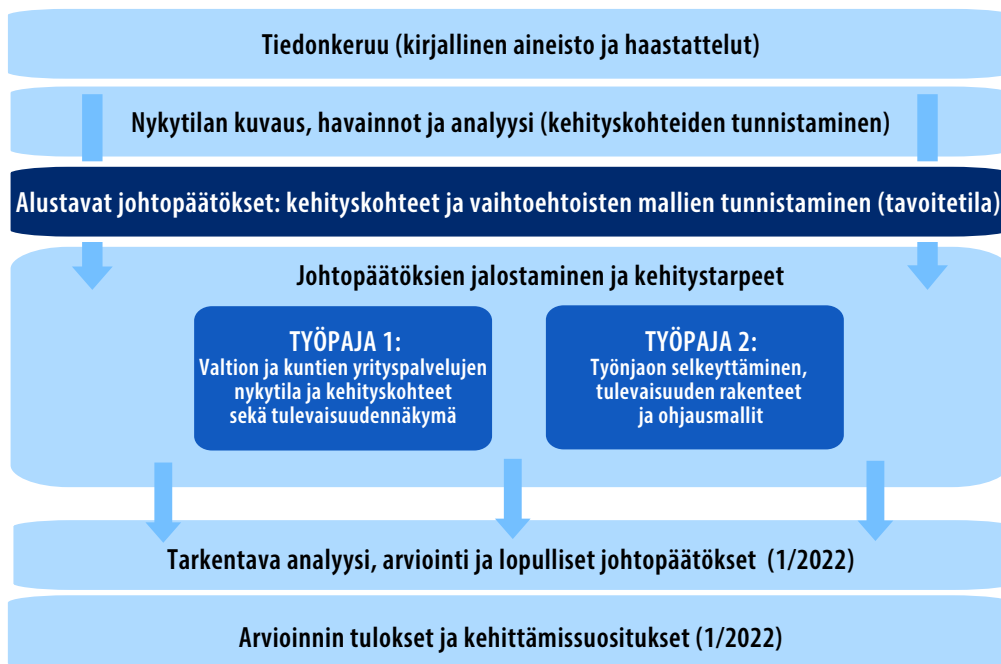 Tiedonkeruu (kirjallinen aineisto ja haastattelut)
Nykytilan kuvaus, havainnot ja analyysi (kehityskohteiden tunnistaminen)
Alustavat johtopäätökset: kehityskohteet ja vaihtoehtoisten mallien tunnistaminen (tavoitetila)
Johtopäätöksien jalostaminen ja kehitystarpeet
TYÖPAJA 1:
Valtion ja kuntien yrityspalvelujen
nykytila ja kehityskohteet
sekä tulevaisuudennäkymä
TYÖPAJA 2:
Työnjaon selkeyttäminen,
tulevaisuuden rakenteet
ja ohjausmallit
Tarkentava analyysi, arviointi ja lopulliset johtopäätökset (1/2022)
Arvioinnin tulokset ja kehittämissuositukset (1/2022)